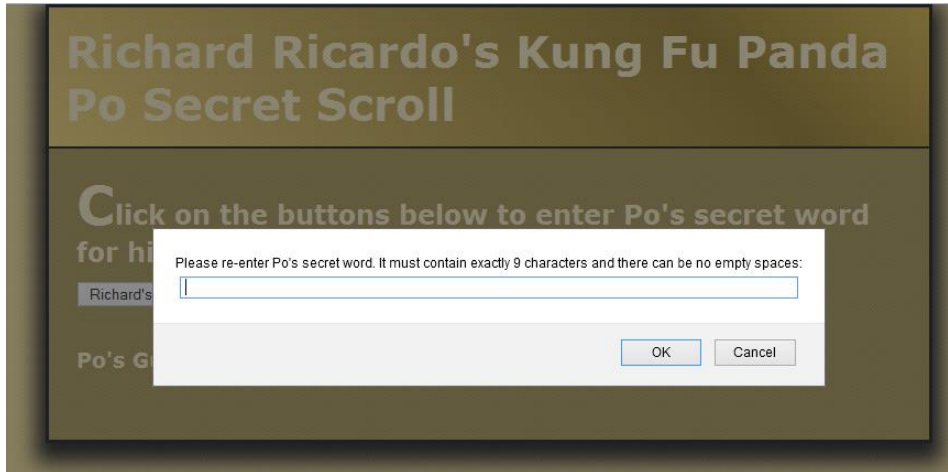 Richard Ricardo's Kung Fu Panda
Po Secret Scroll
Click on the buttons below to enter Po's secret word
for
Please re-enter Po's secret word. It must contain exactly 9 characters and there can be no empty spaces:
Richard's
Po's
OK Cancel